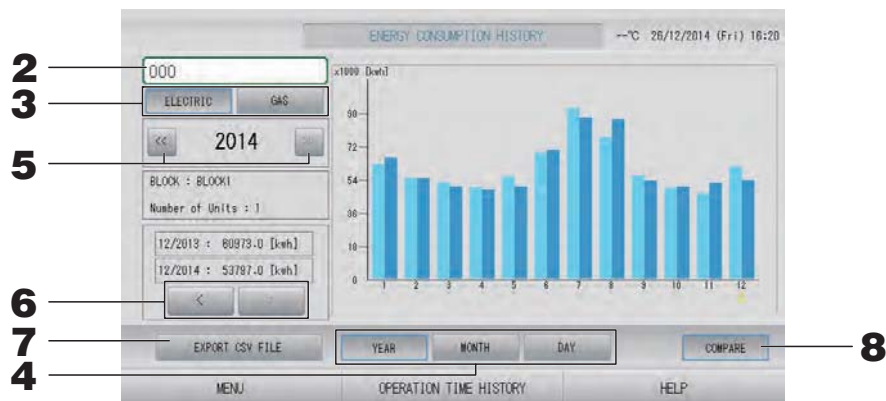 ENERGY CONSUMPTION HISTORY --℃ 26/12/2014 (Fri) 16:20
2 000
3 ELECTRIC GAS
5 << 2014 >>
BLOCK : BLOCK1
Number of Units : 1
12/2013 : 60973.0 [kwh]
12/2014 : 53797.0 [kwh]
6 < >
x1000 [kwh]
90
72
54
36
18
0
1 2 3 4 5 6 7 8 9 10 11 12
7 EXPORT CSV FILE YEAR MONTH DAY COMPARE 8
4
MENU OPERATION TIME HISTORY HELP